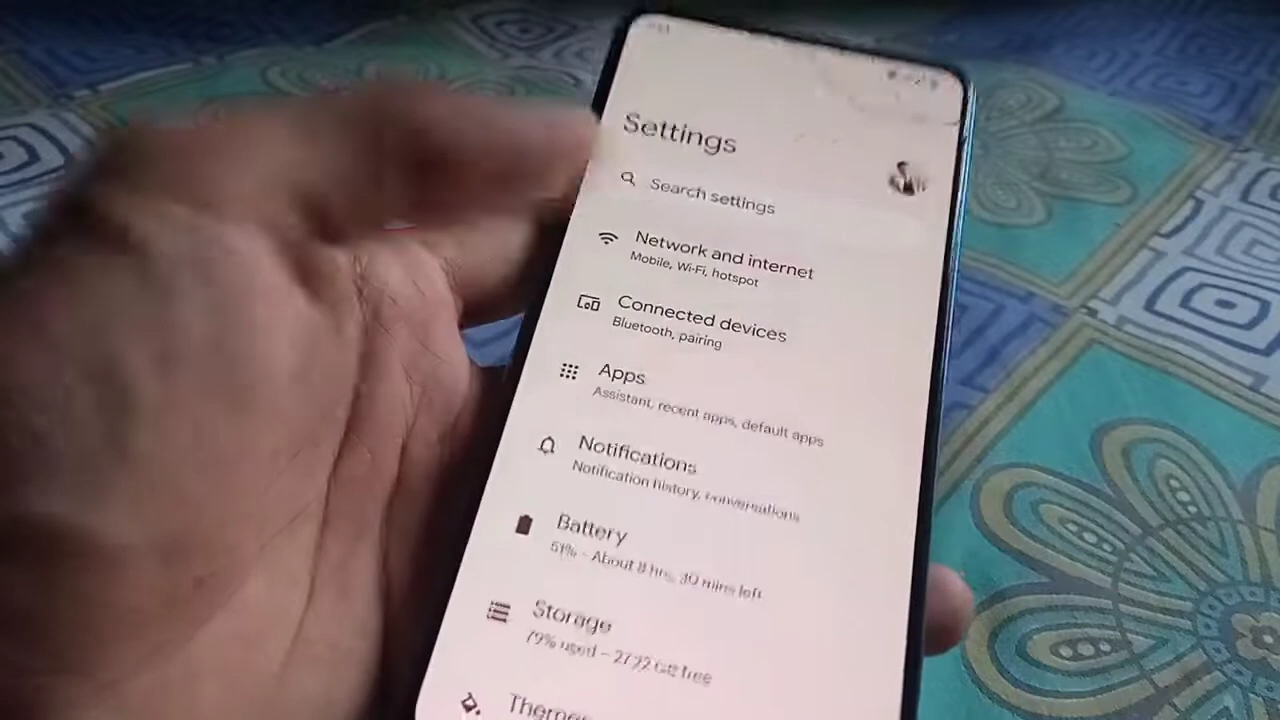 Settings
Search settings
Network and internet
Mobile, Wi-Fi, hotspot
Connected devices
Bluetooth, pairing
Apps
Assistant, recent apps, default apps
Notifications
Notification history, conversations
Battery
51% - About 8 hrs, 30 mins left
Storage
79% used - 27.22 GB free